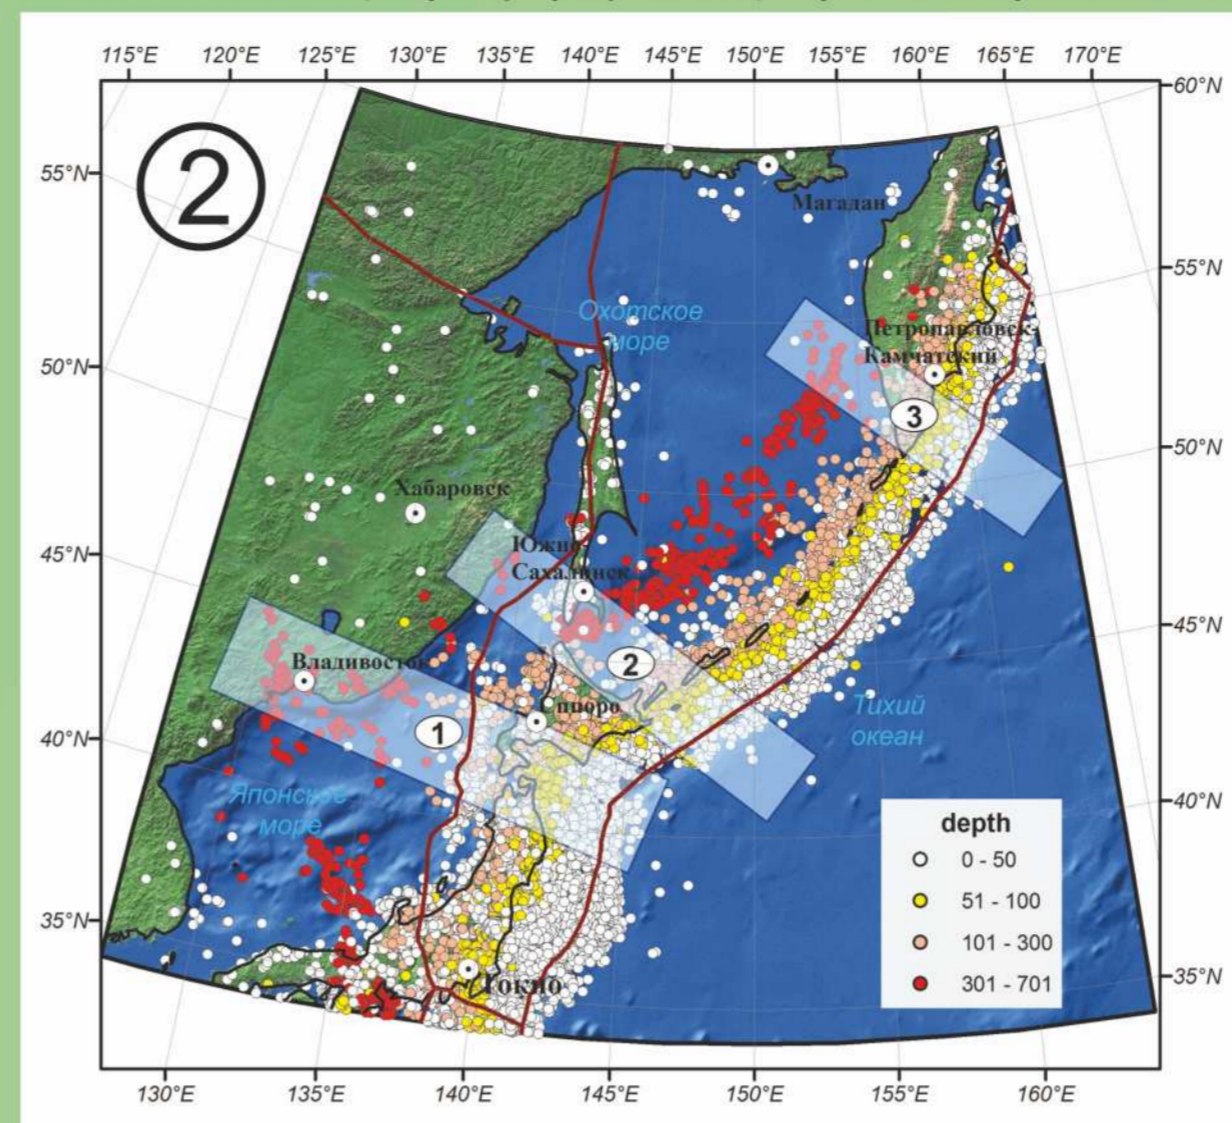 115°E 120°E 125°E 130°E 135°E 140°E 145°E 150°E 155°E 160°E 165°E 170°E
60°N
2
55°N
Магадан
55°N
Охотское
море
Петропавловск-
Камчатский
50°N
3
50°N
Хабаровск
Южно-
Сахалинск
45°N
45°N
2
Владивосток
Сппоро
1
Тихий
океан
40°N
Японское
море
40°N
depth
0 - 50
51 - 100
101 - 300
301 - 701
35°N
35°N
Токио
130°E 135°E 140°E 145°E 150°E 155°E 160°E